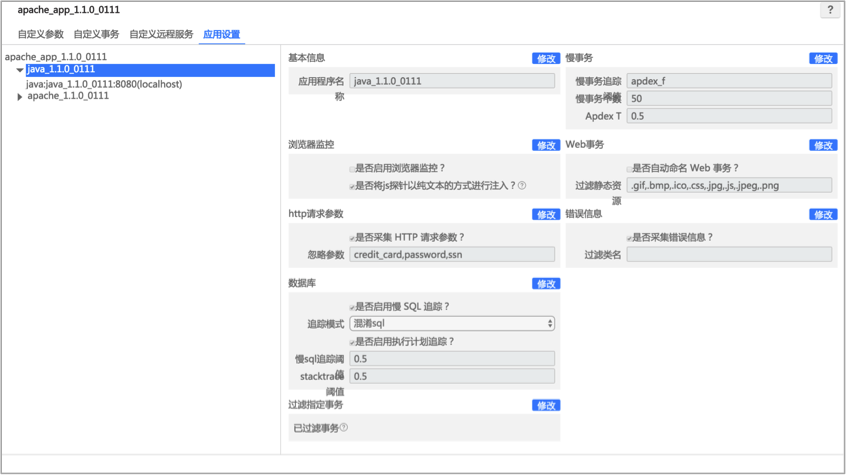 apache_app_1.1.0_0111
?
自定义参数 自定义事务 自定义远程服务 应用设置
apache_app_1.1.0_0111
java_1.1.0_0111
java:java_1.1.0_0111:8080(localhost)
apache_1.1.0_0111
基本信息 修改
应用程序名称 java_1.1.0_0111
浏览器监控 修改
是否启用浏览器监控？
是否将js探针以纯文本的方式进行注入？?
http请求参数 修改
是否采集 HTTP 请求参数？
忽略参数 credit_card,password,ssn
数据库 修改
是否启用慢 SQL 追踪？
追踪模式 混淆sql
是否启用执行计划追踪？
慢sql追踪阈值 0.5
stacktrace阈值 0.5
过滤指定事务 修改
已过滤事务?
慢事务 修改
慢事务追踪阈值 apdex_f
慢事务个数 50
Apdex T 0.5
Web事务 修改
是否自动命名 Web 事务？
过滤静态资源 .gif,.bmp,.ico,.css,.jpg,.js,.jpeg,.png
错误信息 修改
是否采集错误信息？
过滤类名